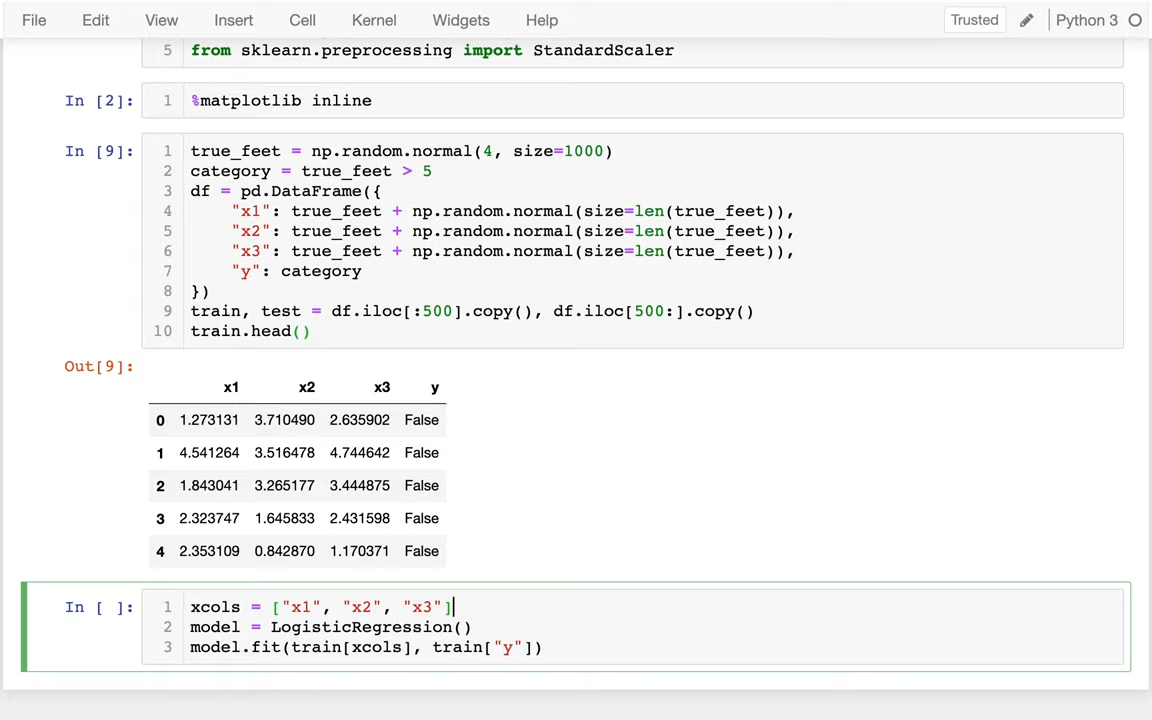 File Edit View Insert Cell Kernel Widgets Help Trusted Python 3
5 from sklearn.preprocessing import StandardScaler
In [2]: 1 %matplotlib inline
In [9]: 1 true_feet = np.random.normal(4, size=1000)
2 category = true_feet > 5
3 df = pd.DataFrame({
4 "x1": true_feet + np.random.normal(size=len(true_feet)),
5 "x2": true_feet + np.random.normal(size=len(true_feet)),
6 "x3": true_feet + np.random.normal(size=len(true_feet)),
7 "y": category
8 })
9 train, test = df.iloc[:500].copy(), df.iloc[500:].copy()
10 train.head()
Out[9]:
x1 x2 x3 y
0 1.273131 3.710490 2.635902 False
1 4.541264 3.516478 4.744642 False
2 1.843041 3.265177 3.444875 False
3 2.323747 1.645833 2.431598 False
4 2.353109 0.842870 1.170371 False
In [ ]: 1 xcols = ["x1", "x2", "x3"]
2 model = LogisticRegression()
3 model.fit(train[xcols], train["y"])